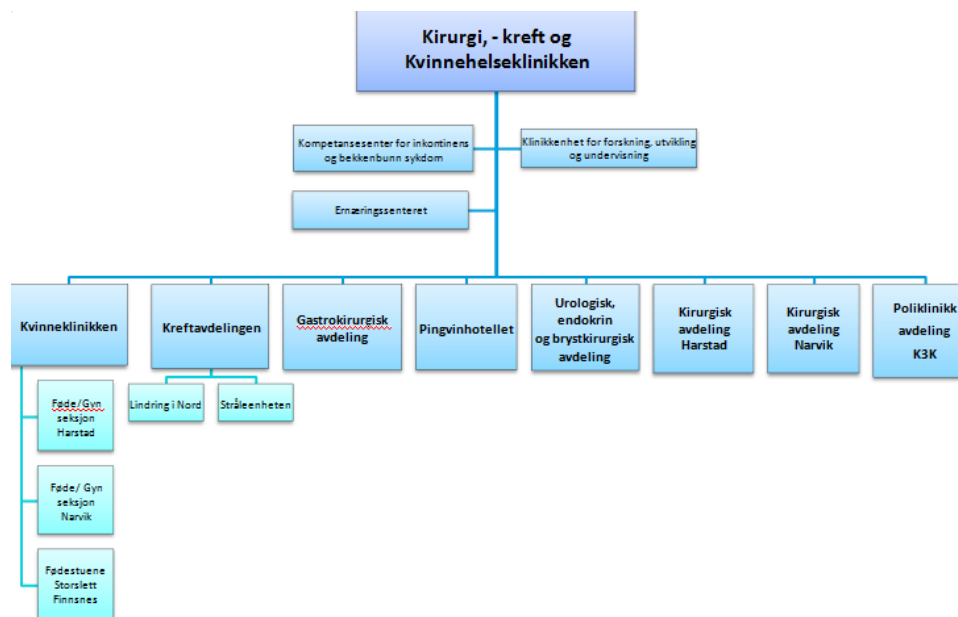 Kirurgi, - kreft og
Kvinnehelseklinikken
Kompetansesenter for inkontinens
og bekkenbunn sykdom
Klinikkenhet for forskning, utvikling
og undervisning
Ernæringssenteret
Kvinneklinikken
Kreftavdelingen
Gastrokirurgisk
avdeling
Pingvinhotellet
Urologisk,
endokrin
og brystkirurgisk
avdeling
Kirurgisk
avdeling
Harstad
Kirurgisk
avdeling
Narvik
Poliklinikk
avdeling
K3K
Føde/Gyn
seksjon
Harstad
Lindring i Nord
Stråleenheten
Føde/ Gyn
seksjon
Narvik
Fødestuene
Storslett
Finnsnes